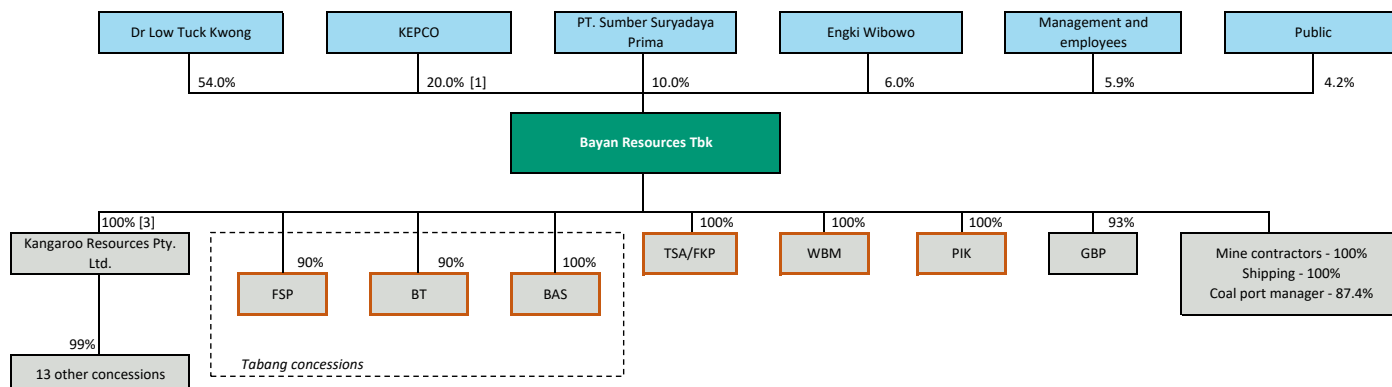 Dr Low Tuck Kwong
KEPCO
PT. Sumber Suryadaya
Prima
Engki Wibowo
Management and
employees
Public
54.0%
20.0% [1]
10.0%
6.0%
5.9%
4.2%
Bayan Resources Tbk
100% [3]
100%
100%
100%
93%
Kangaroo Resources Pty.
Ltd.
90%
90%
100%
TSA/FKP
WBM
PIK
GBP
Mine contractors - 100%
Shipping - 100%
Coal port manager - 87.4%
FSP
BT
BAS
99%
Tabang concessions
13 other concessions